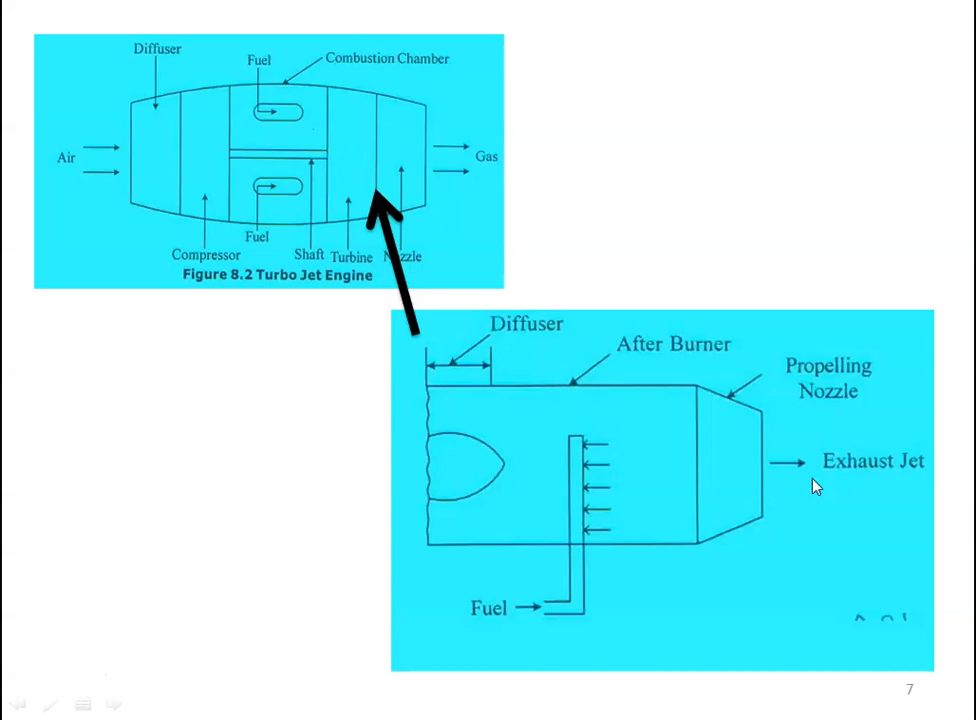 Diffuser
Fuel
Combustion Chamber
Air
Gas
Fuel
Compressor
Shaft
Turbine
Nozzle
Figure 8.2 Turbo Jet Engine
Diffuser
After Burner
Propelling
Nozzle
Exhaust Jet
Fuel
7